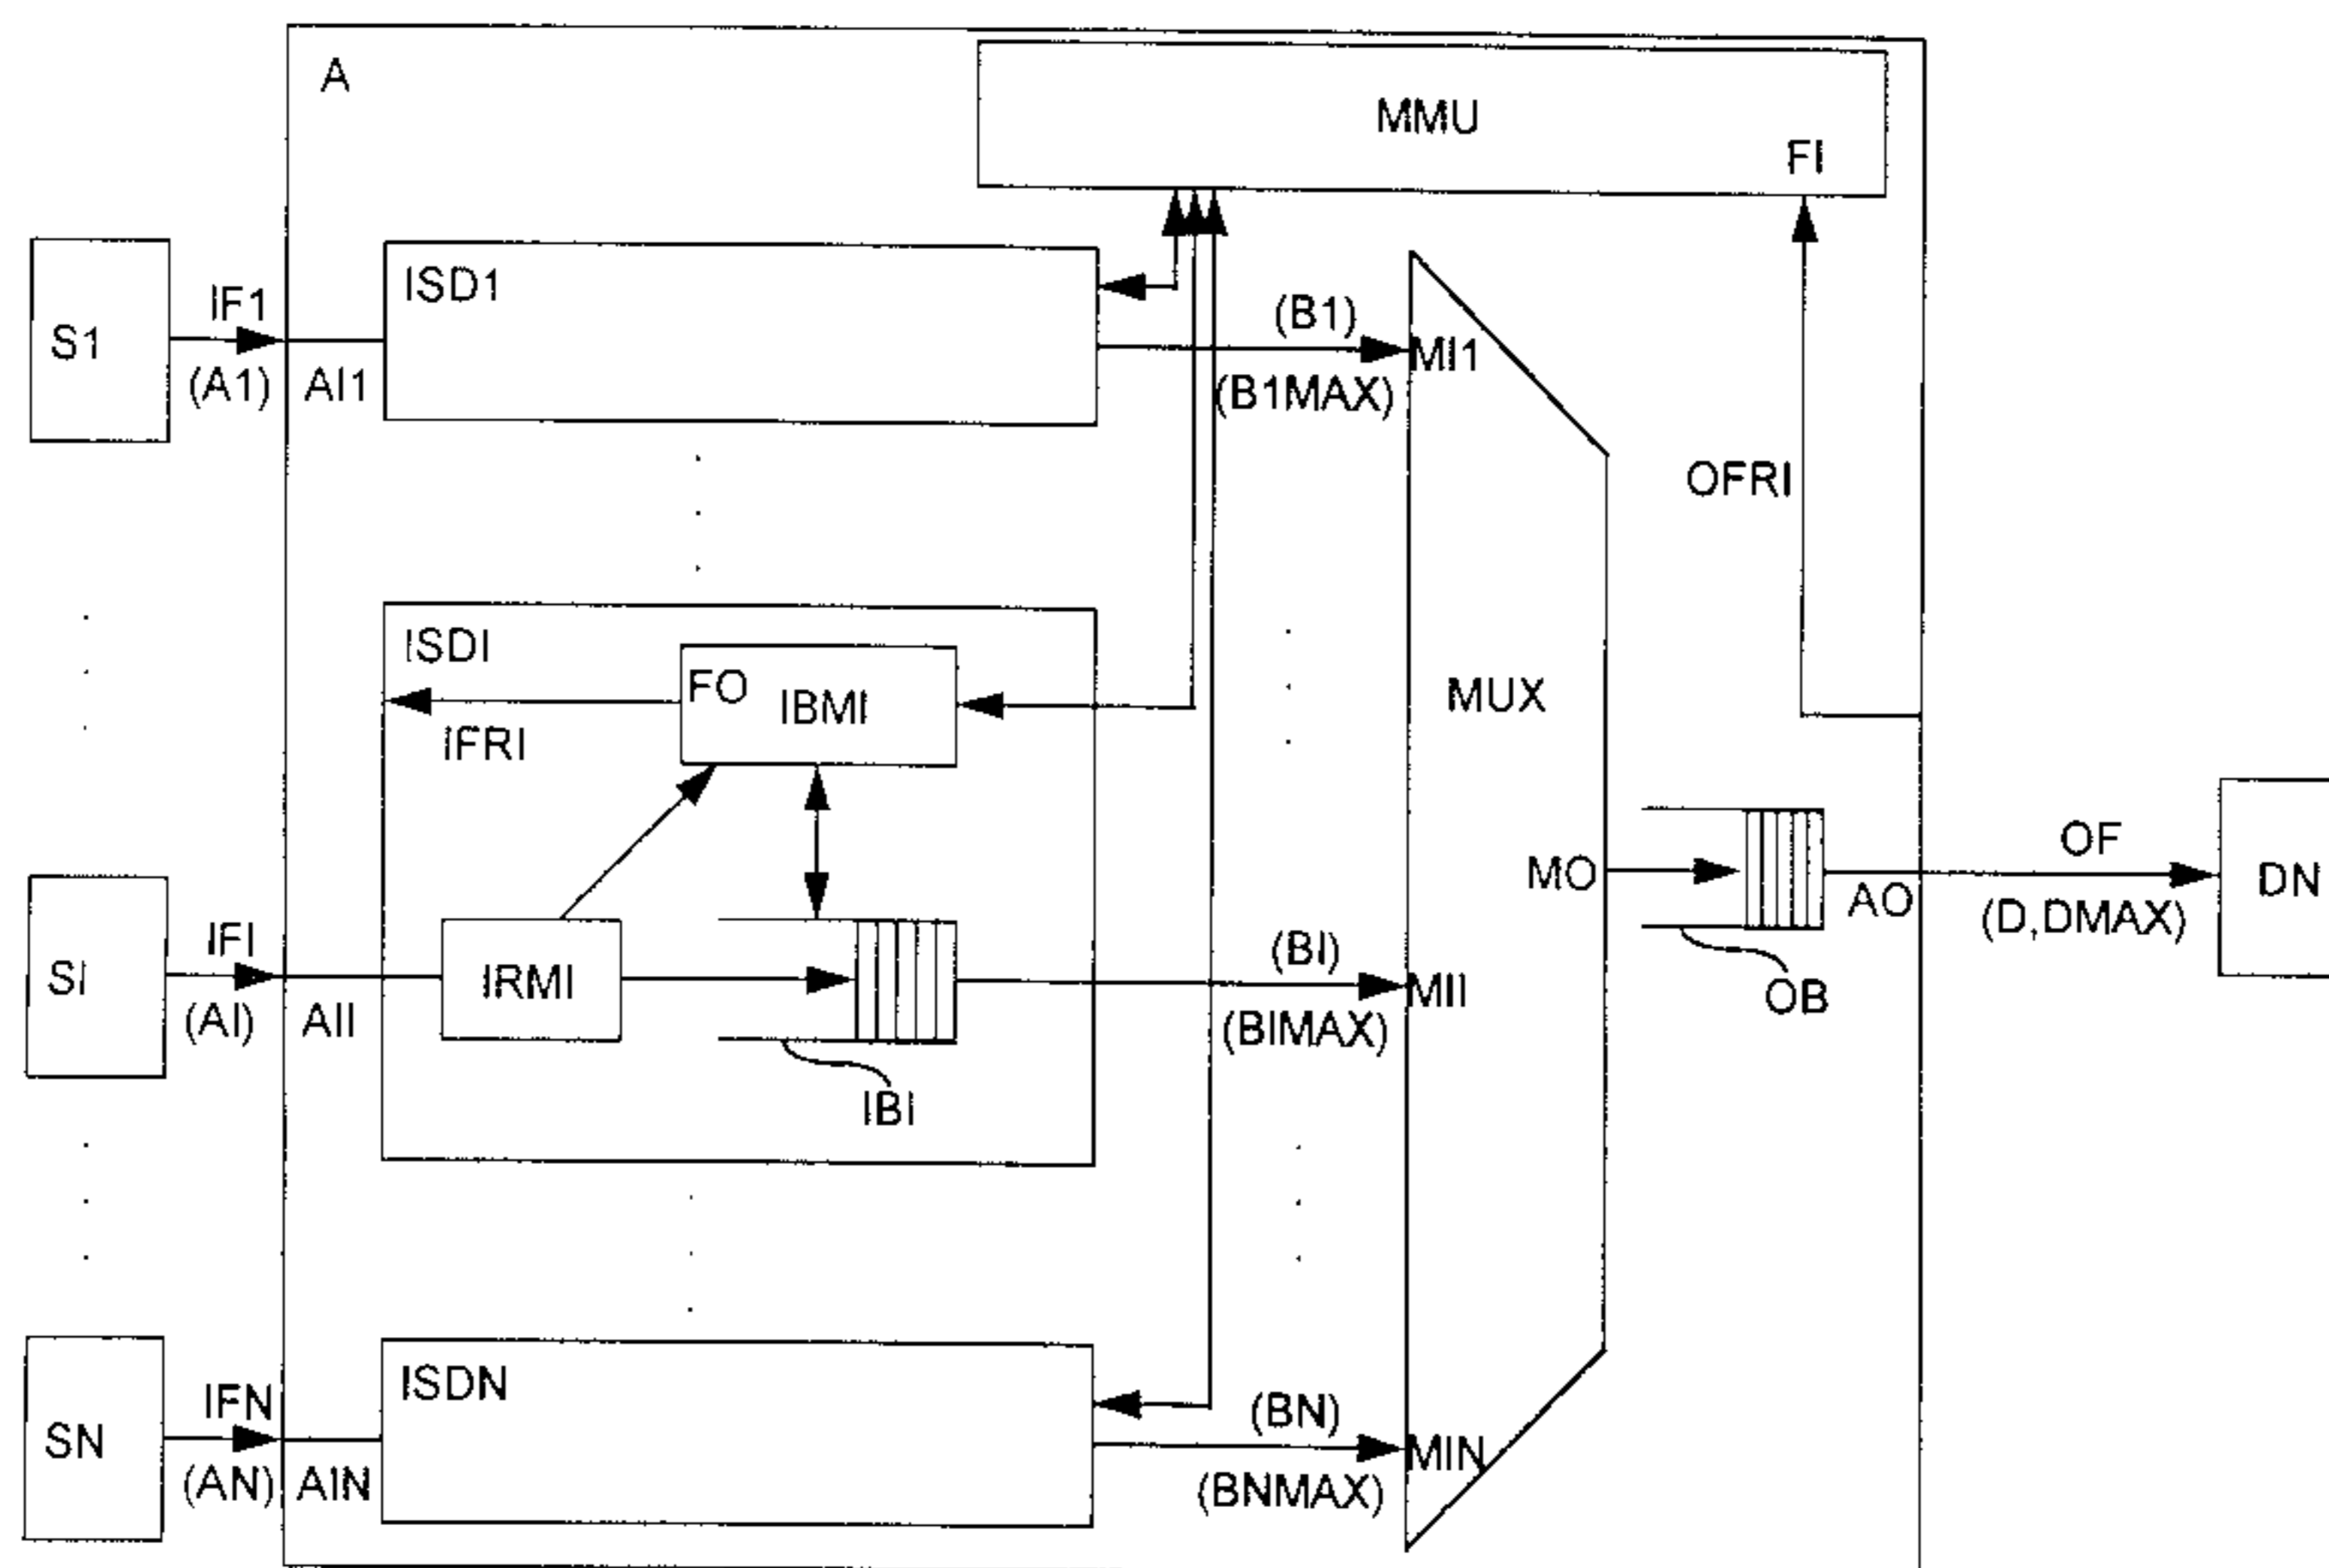 A
MMU
FI
S1
IF1
(A1)
AI1
ISD1
(B1)
(B1MAX)
MI1
OFRI
ISDI
FO
IBMI
IFRI
MUX
SI
IFI
(AI)
AII
IRMI
IBI
(BI)
(BIMAX)
MII
MO
OB
AO
OF
(D,DMAX)
DN
SN
IFN
(AN)
AIN
ISDN
(BN)
(BNMAX)
MIN